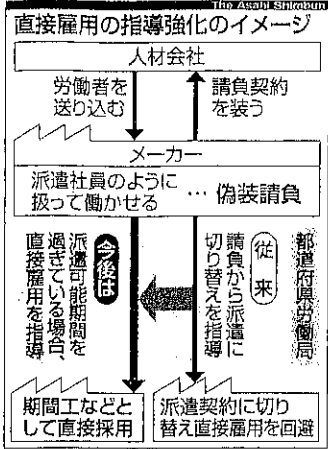 The Asahi Shimbun
直接雇用の指導強化のイメージ
人材会社
労働者を
送り込む
請負契約
を装う
メーカー
派遣社員のように
扱って働かせる
… 偽装請負
都道府県労働局
従来
請負から派遣に
切り替えを指導
今後は
派遣可能期間を
過ぎている場合、
直接雇用を指導
期間工などと
して直接採用
派遣契約に切り
替え直接雇用を回避